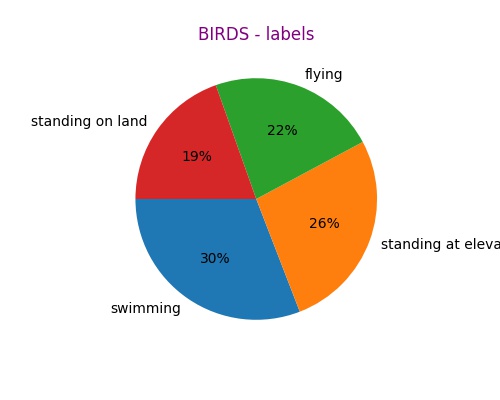 BIRDS - labels
flying
standing on land
22%
19%
26%
standing at eleva
30%
swimming